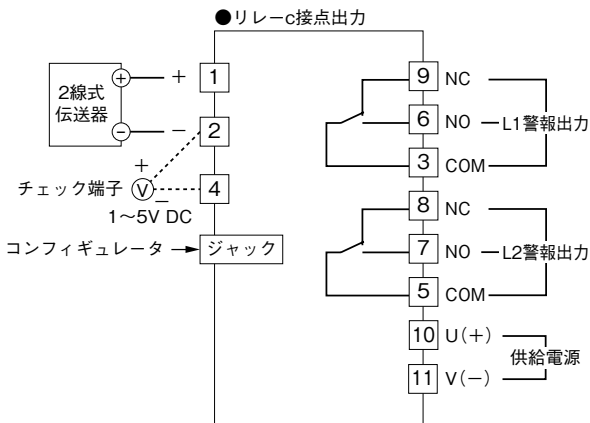 ●リレーc接点出力
2線式
伝送器
+
−
+
−
1
2
4
+
チェック端子
V
−
1〜5V DC
コンフィギュレータ
ジャック
9 NC
6 NO
3 COM
L1警報出力
8 NC
7 NO
5 COM
L2警報出力
10 U(+)
11 V(−)
供給電源